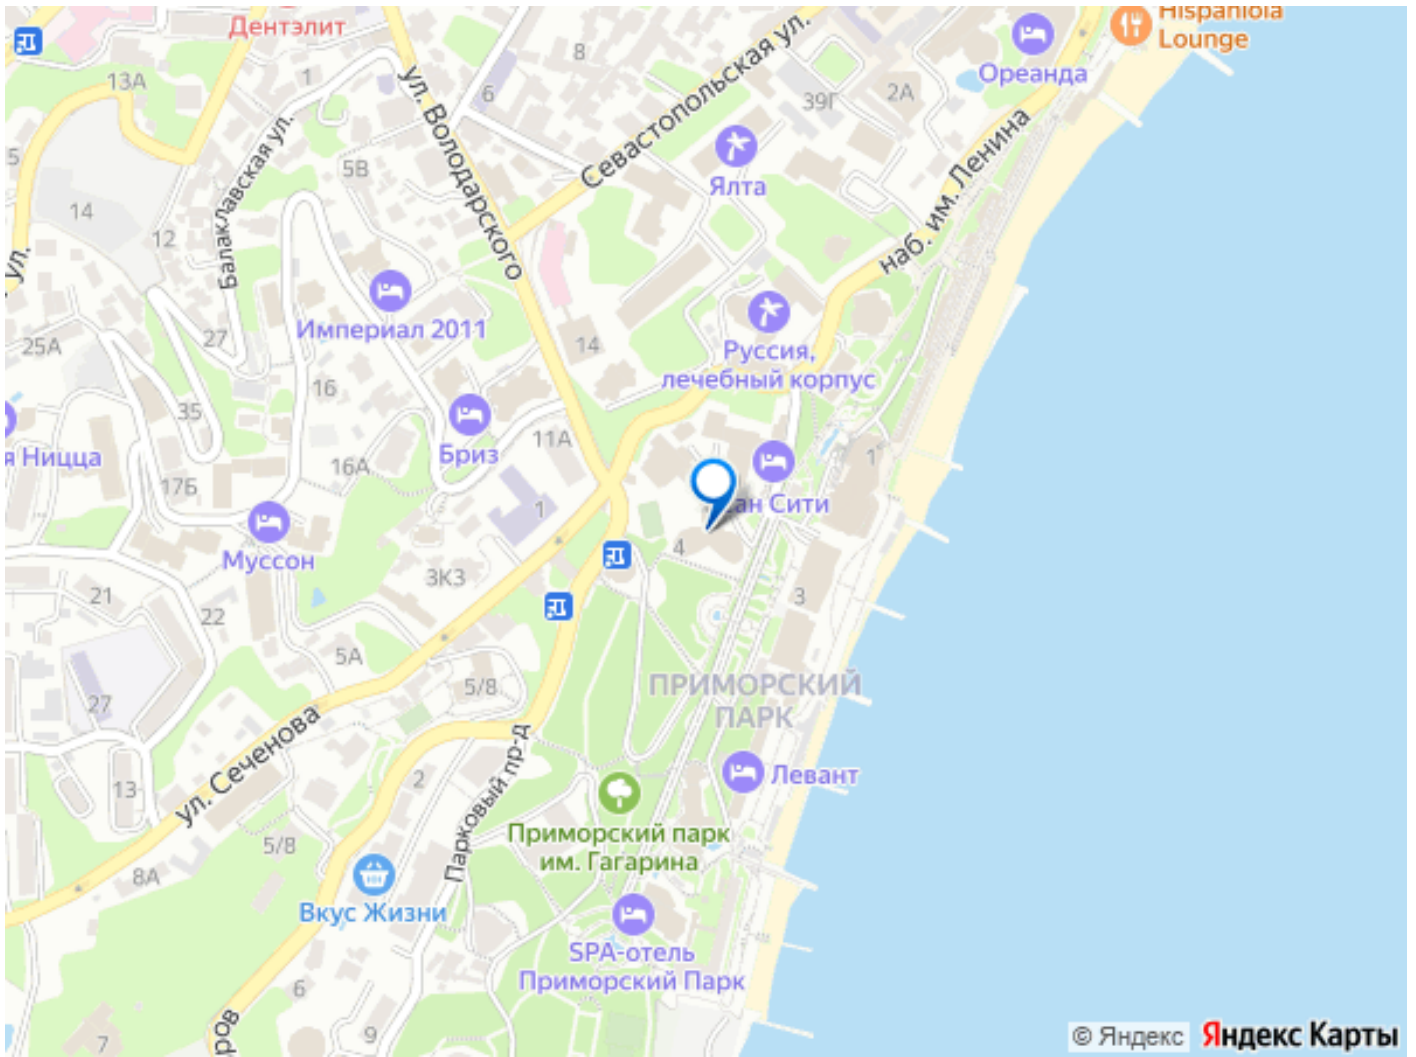 Hispaniola
Lounge
Дентэлит
Ореанда
13А
1
8
6
39Г
2А
ул. Володарского
Севастопольская ул.
наб. им. Ленина
Балаклавская ул.
5
5В
Ялта
14
12
ул.
Империал 2011
27
25А
14
Руссия,
лечебный корпус
16
35
Бриз
11А
я Ницца
16А
17Б
1
1
ан Сити
Муссон
4
3К3
21
22
3
5А
5/8
27
ПРИМОРСКИЙ
ПАРК
ул. Сеченова
Парковый пр-д
Левант
13
2
Приморский парк
им. Гагарина
5/8
8А
Вкус Жизни
SPA-отель
Приморский Парк
6
9
7
ров
© Яндекс Яндекс Карты